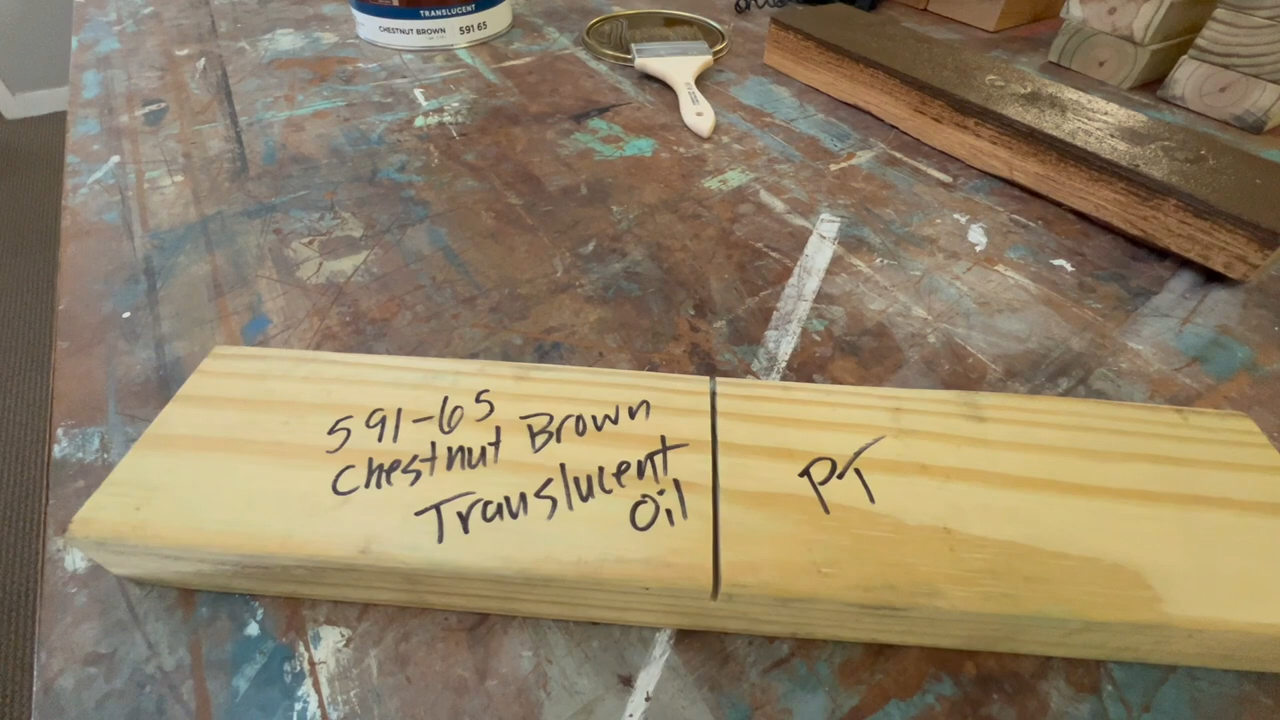 TRANSLUCENT
CHESTNUT BROWN 591 65
591-65
Chestnut Brown
Translucent
Oil
PT